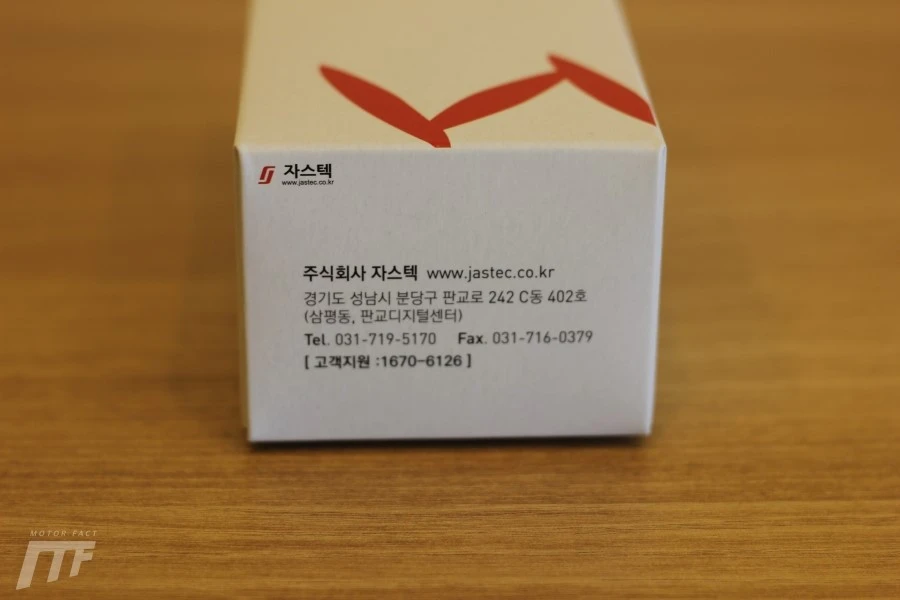 자스텍
www.jastec.co.kr
주식회사 자스텍 www.jastec.co.kr
경기도 성남시 분당구 판교로 242 C동 402호
(삼평동, 판교디지털센터)
Tel. 031-719-5170 Fax. 031-716-0379
[ 고객지원 :1670-6126 ]
MOTOR FACT
MF